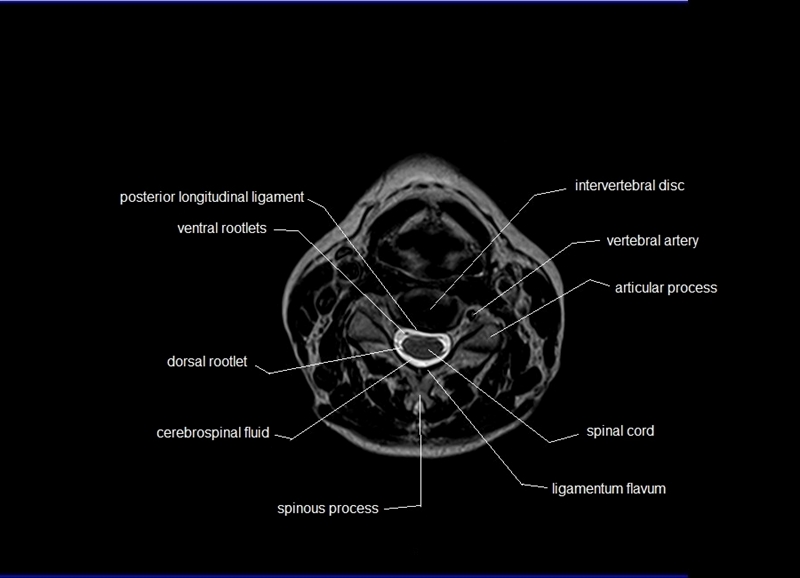 posterior longitudinal ligament
intervertebral disc
ventral rootlets
vertebral artery
articular process
dorsal rootlet
cerebrospinal fluid
spinal cord
ligamentum flavum
spinous process